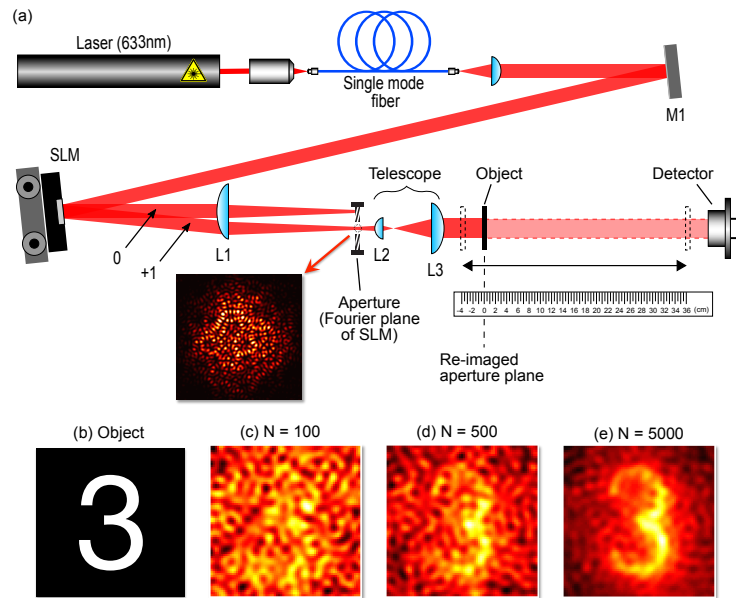 (a)
Laser (633nm)
Single mode
fiber
M1
SLM
Telescope
Object
Detector
0
+1
L1
L2
L3
Aperture
(Fourier plane
of SLM)
-4 -2 0 2 4 6 8 10 12 14 16 18 20 22 24 26 28 30 32 34 36 (cm)
Re-imaged
aperture plane
(b) Object
(c) N = 100
(d) N = 500
(e) N = 5000
3
3
3